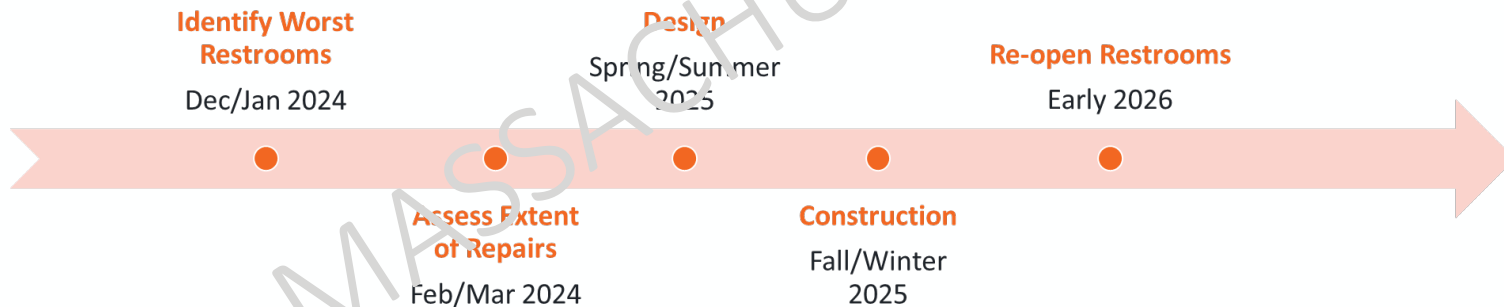 Identify Worst
Restrooms
Dec/Jan 2024
Assess Extent
of Repairs
Feb/Mar 2024
Design
Spring/Summer
2025
Construction
Fall/Winter
2025
Re-open Restrooms
Early 2026